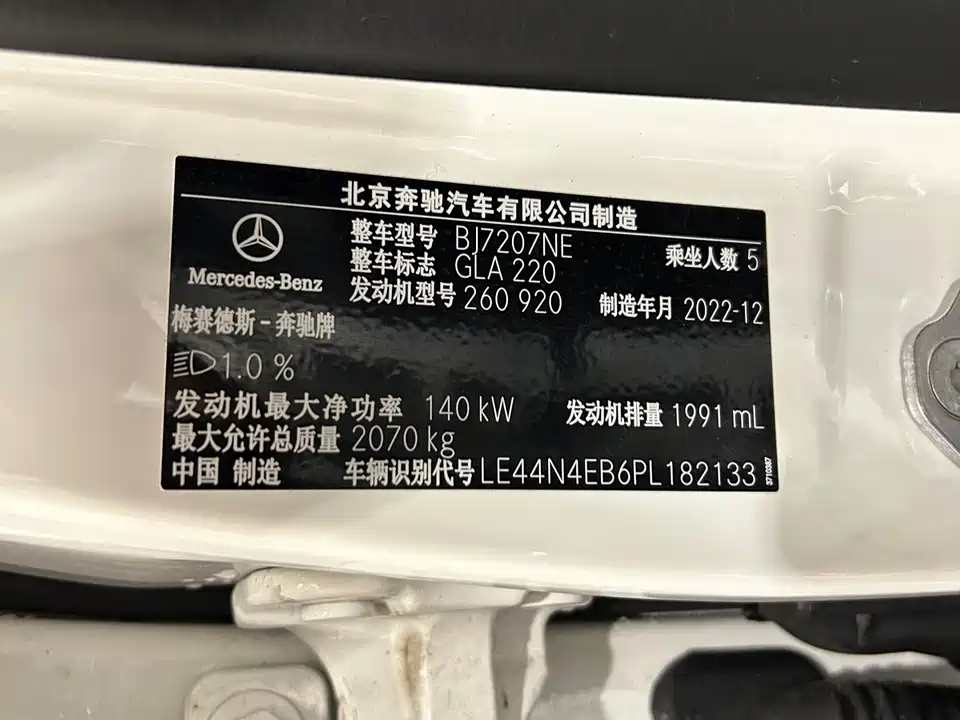 北京奔驰汽车有限公司制造
Mercedes-Benz
整车型号 BJ7207NE 乘坐人数 5
整车标志 GLA 220
发动机型号 260 920 制造年月 2022-12
梅赛德斯-奔驰牌
1.0 %
发动机最大净功率 140 kW 发动机排量 1991 mL
最大允许总质量 2070 kg
中国 制造 车辆识别代号 LE44N4EB6PL182133
3710387